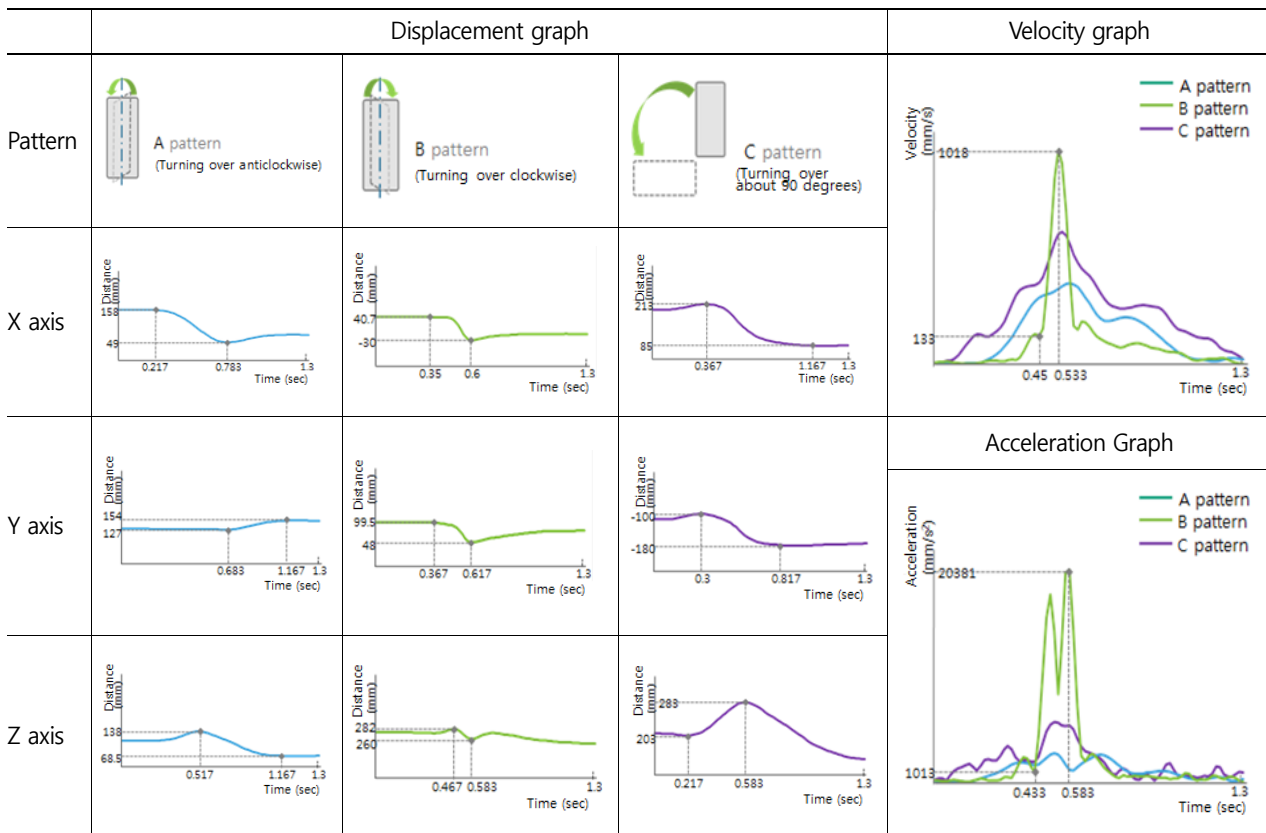 Displacement graph
Velocity graph
Pattern
A pattern
(Turning over anticlockwise)
B pattern
(Turning over clockwise)
C pattern
(Turning over
about 90 degrees)
Velocity
(mm/s)
A pattern
B pattern
C pattern
1018
133
0.45 0.533 1.3
Time (sec)
X axis
Distance
(mm)
158
49
0.217 0.783 1.3
Time (sec)
Distance
(mm)
40.7
-30
0.35 0.6 1.3
Time (sec)
Distance
(mm)
213
85
0.367 1.167 1.3
Time (sec)
Y axis
Distance
(mm)
154
127
0.683 1.167 1.3
Time (sec)
Distance
(mm)
99.5
48
0.367 0.617 1.3
Time (sec)
Distance
(mm)
-100
-180
0.3 0.817 1.3
Time (sec)
Acceleration Graph
Acceleration
(mm/s²)
A pattern
B pattern
C pattern
20381
1013
0.433 0.583 1.3
Time (sec)
Z axis
Distance
(mm)
138
68.5
0.517 1.167 1.3
Time (sec)
Distance
(mm)
282
260
0.467 0.583 1.3
Time (sec)
Distance
(mm)
283
203
0.217 0.583 1.3
Time (sec)